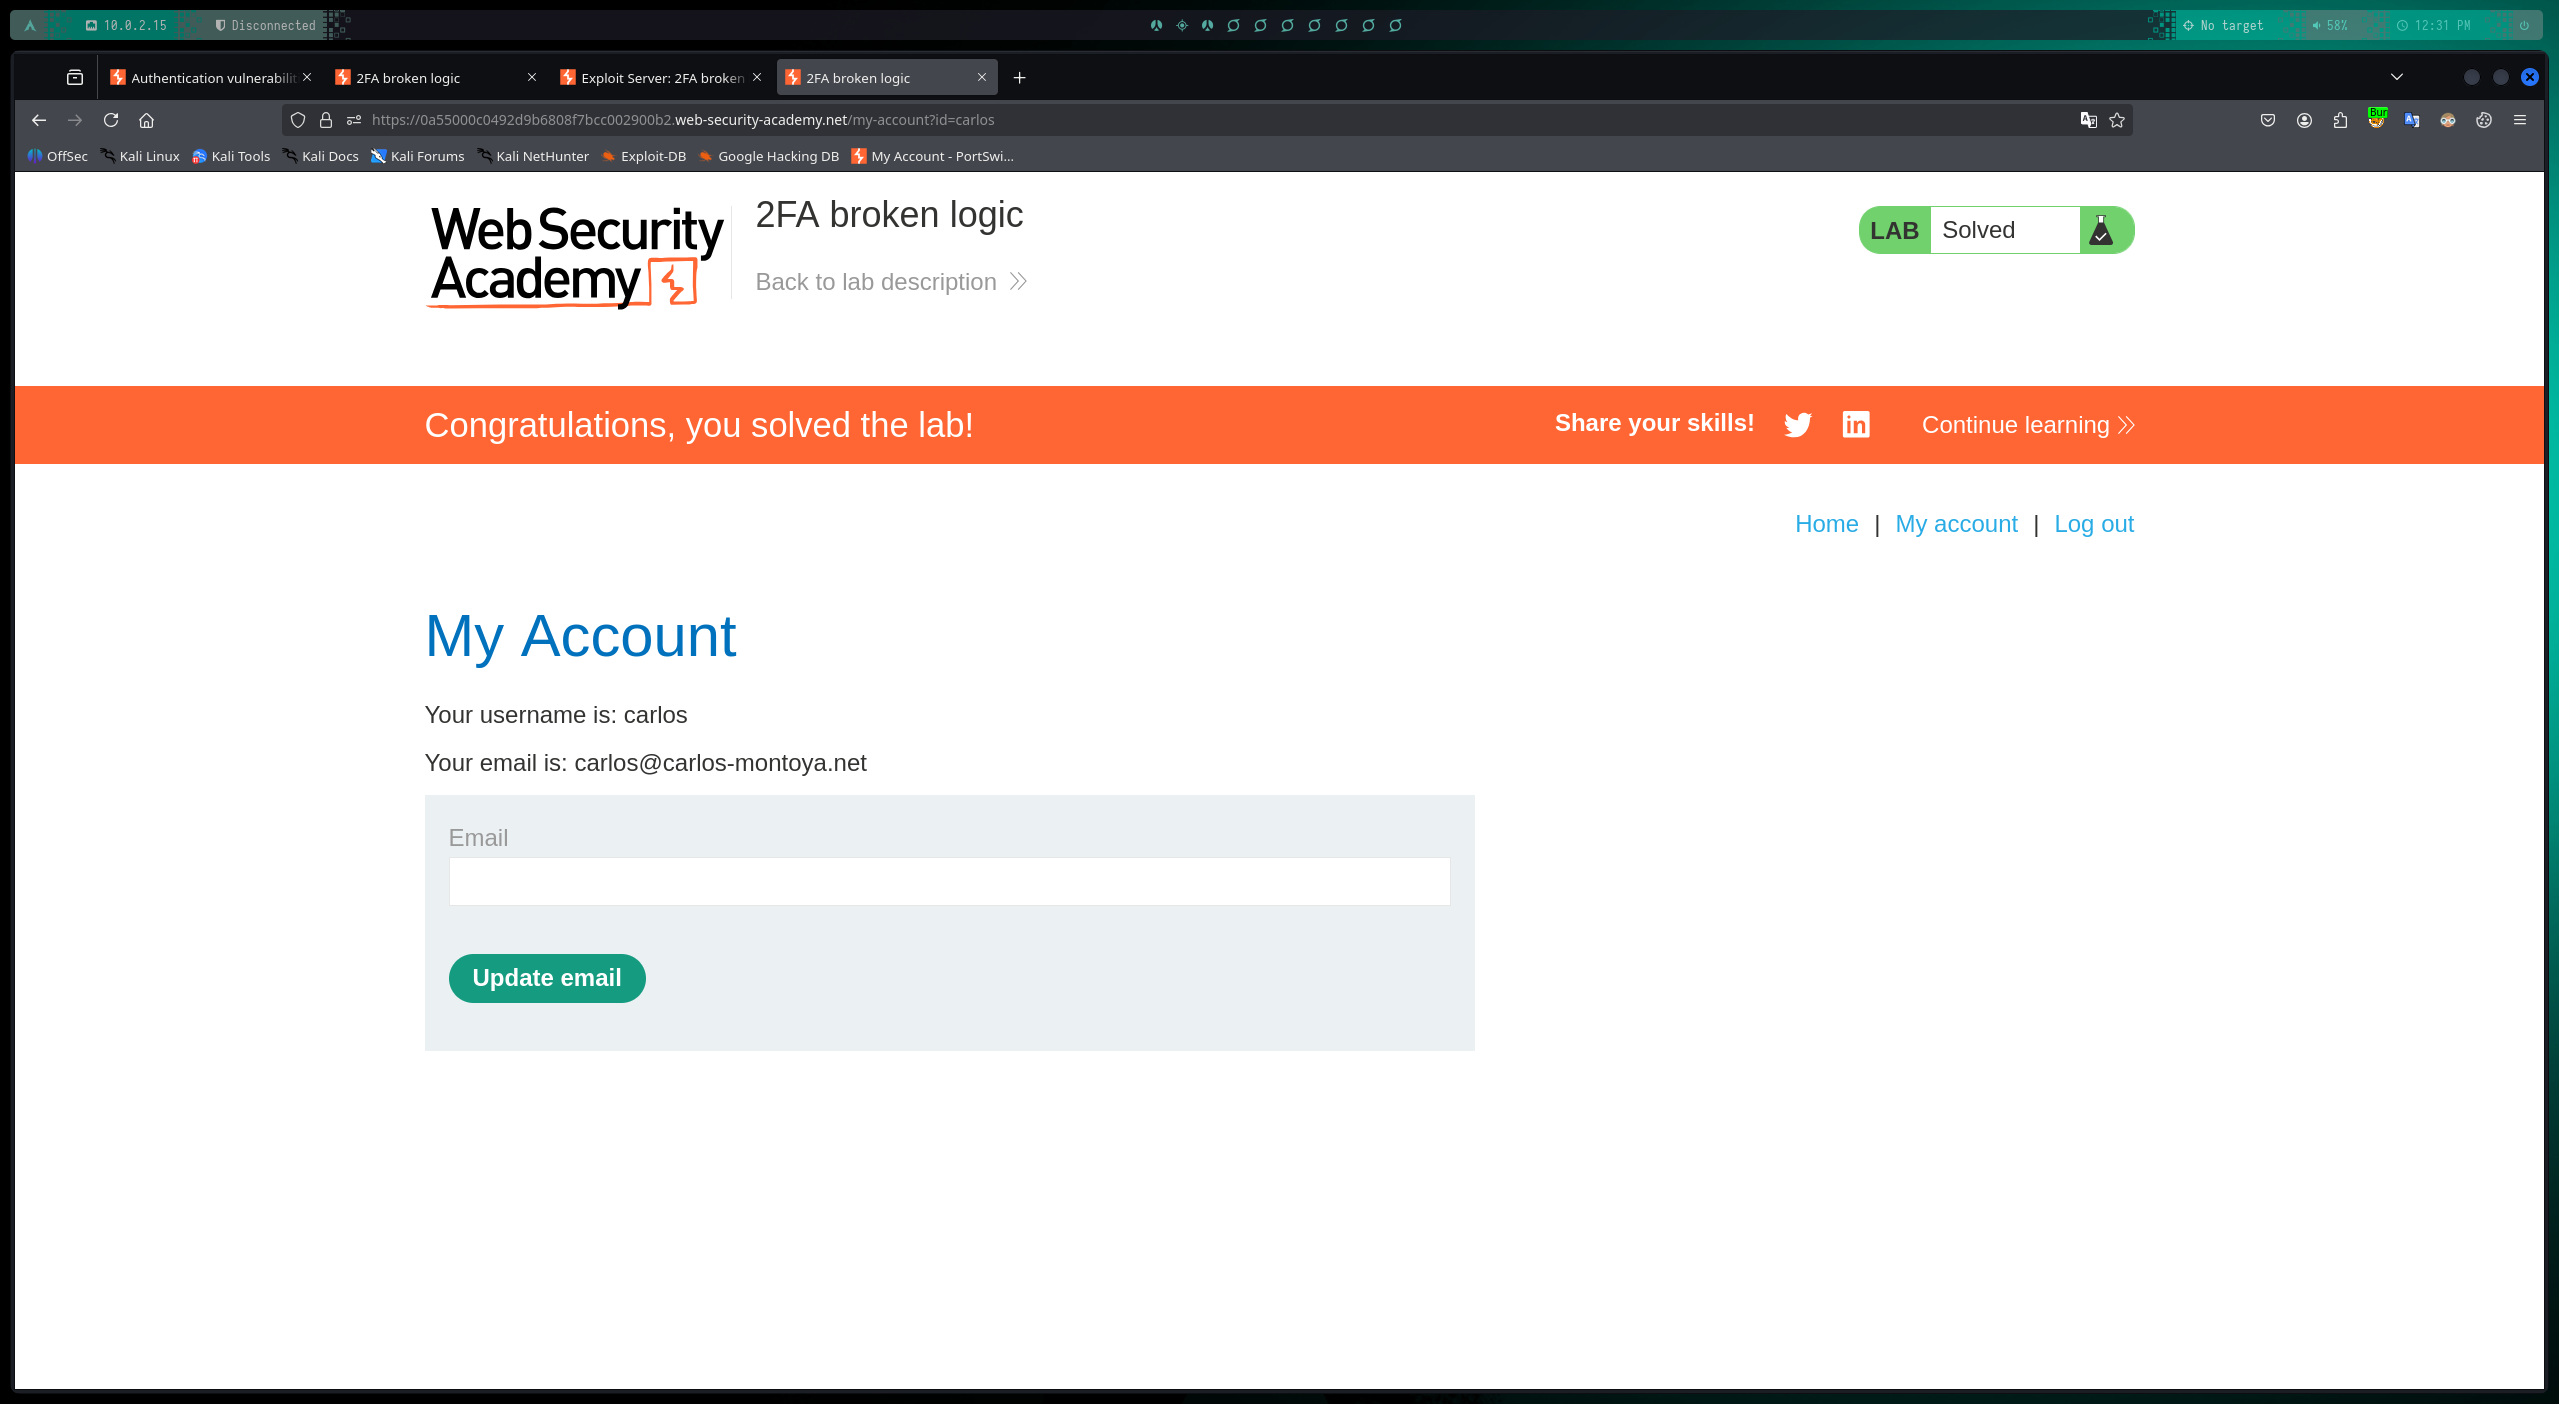 10.0.2.15 Disconnected No target 58% 12:31 PM
Authentication vulnerabilit 2FA broken logic Exploit Server: 2FA broken 2FA broken logic
https://0a55000c0492d9b6808f7bcc002900b2.web-security-academy.net/my-account?id=carlos Bur
OffSec Kali Linux Kali Tools Kali Docs Kali Forums Kali NetHunter Exploit-DB Google Hacking DB My Account - PortSwi...
Web Security
Academy
2FA broken logic
Back to lab description
LAB Solved
Congratulations, you solved the lab! Share your skills! Continue learning
Home | My account | Log out
My Account
Your username is: carlos
Your email is: carlos@carlos-montoya.net
Email
Update email